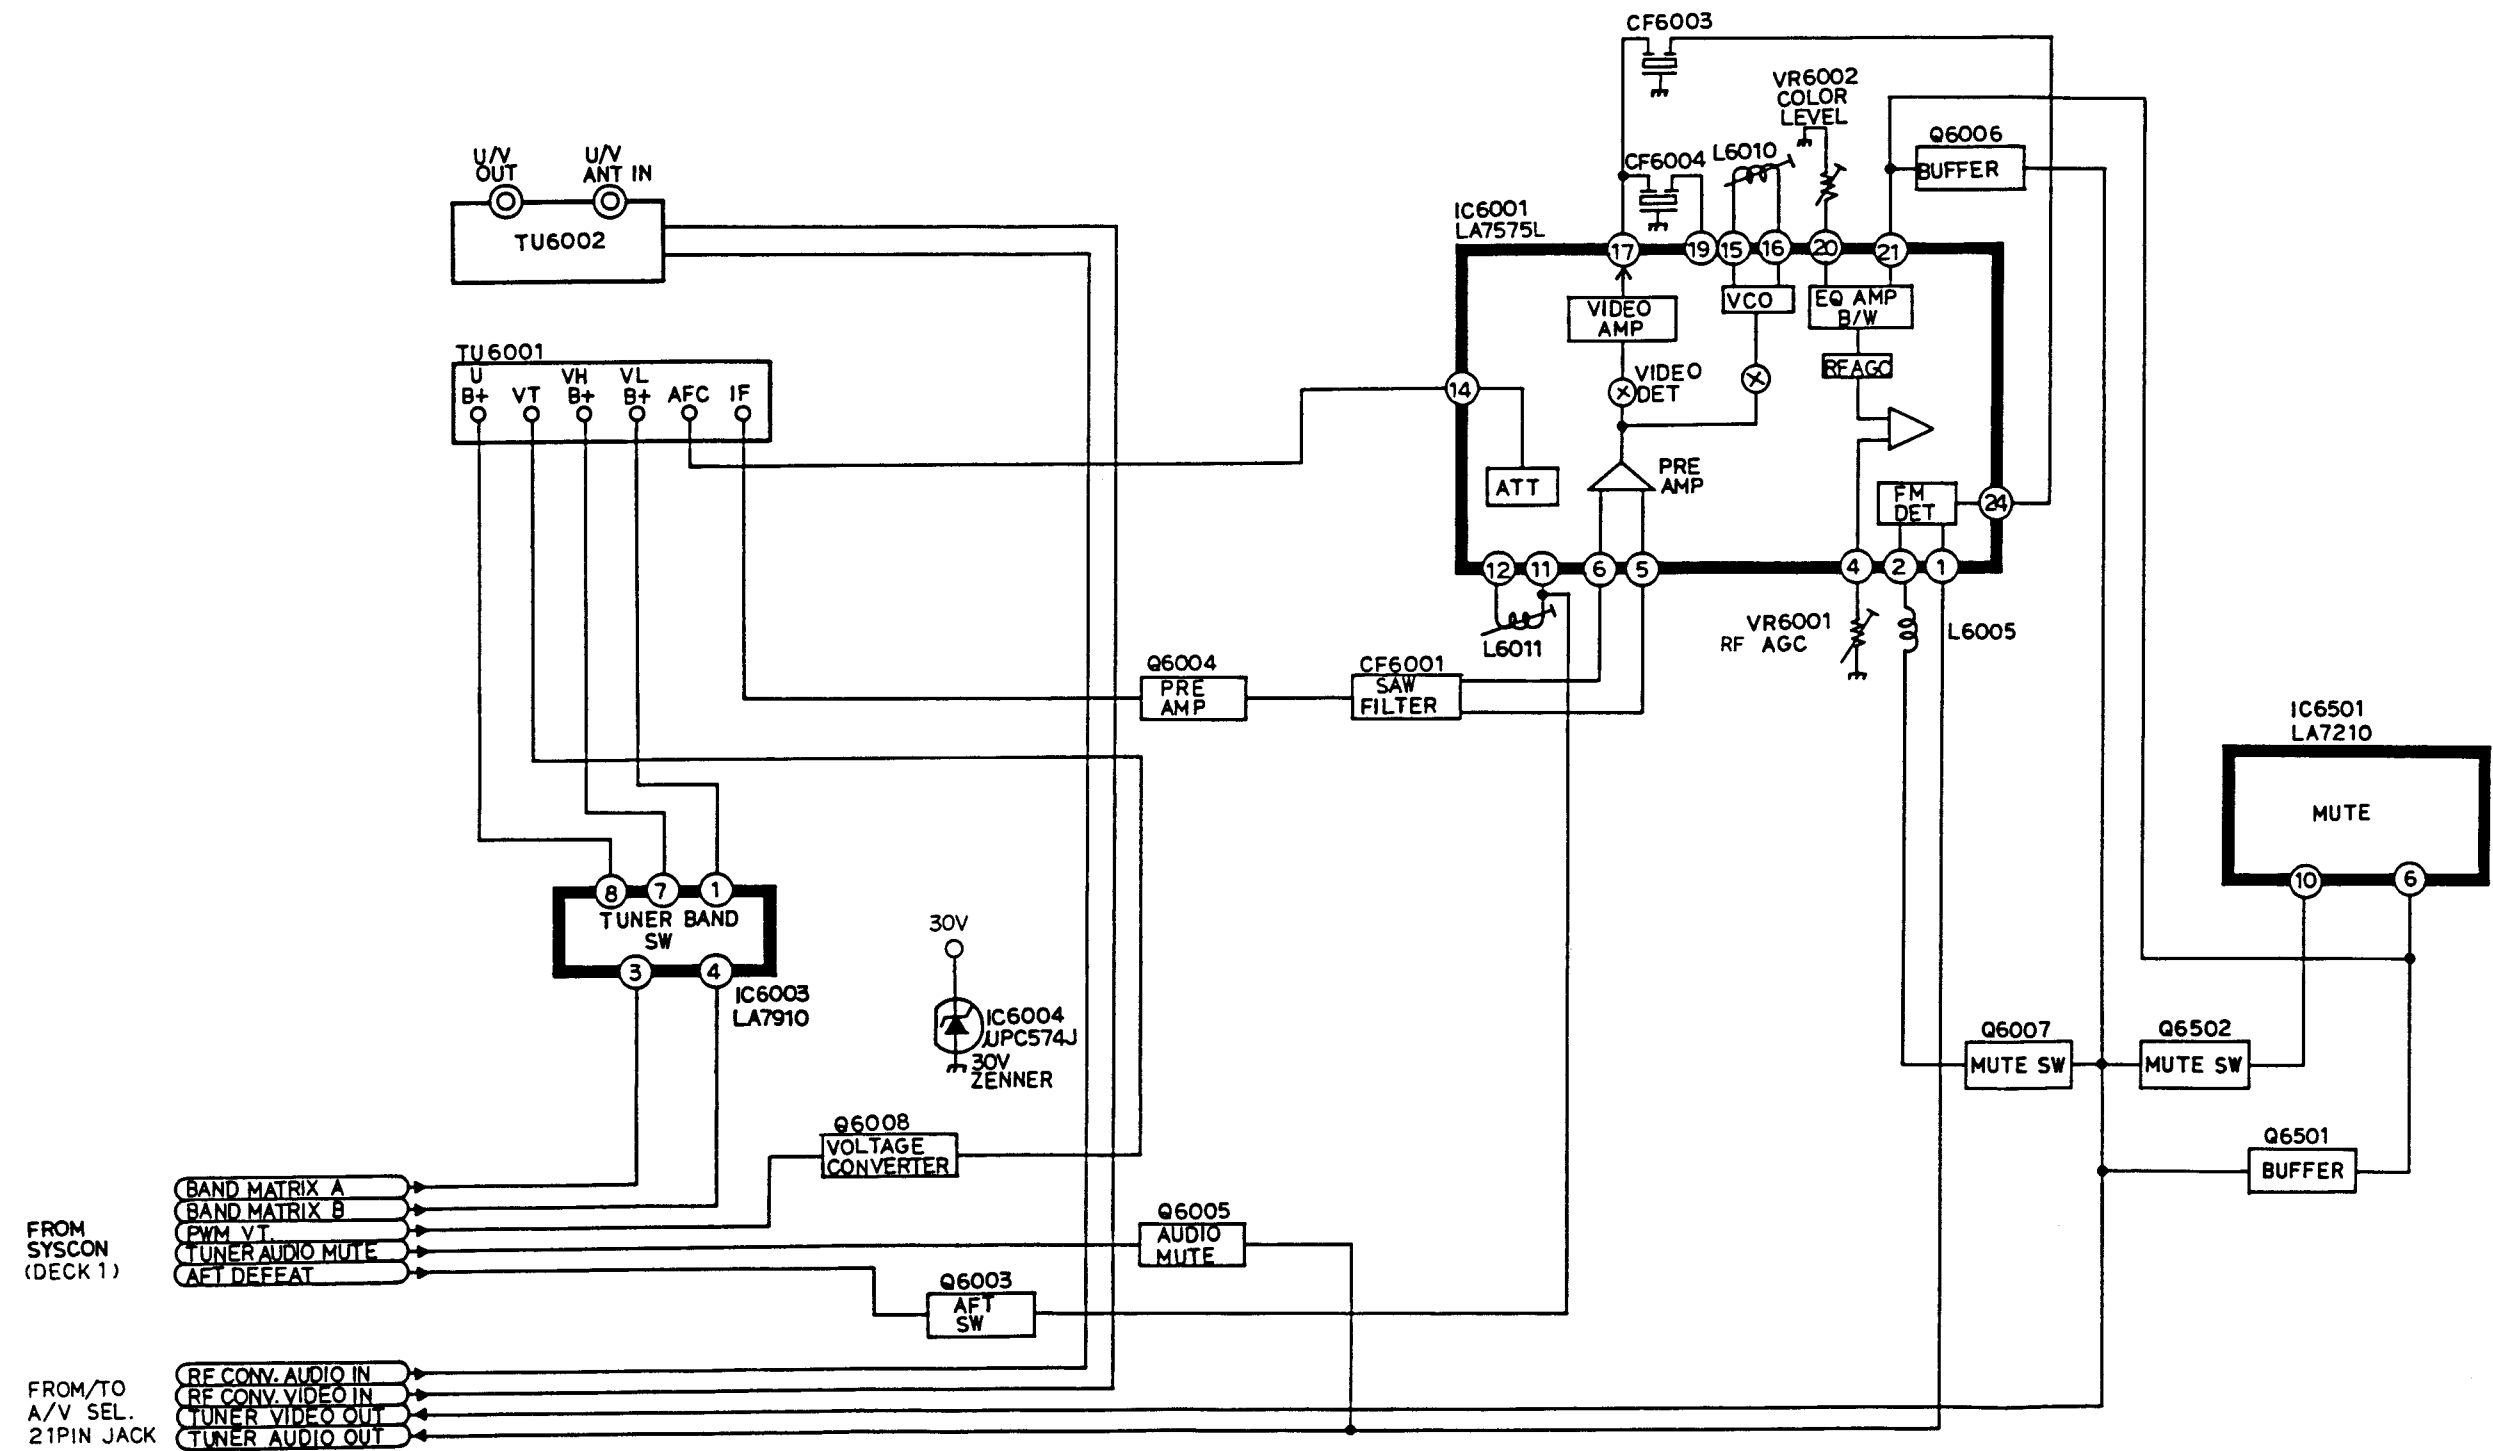 CF6003
VR6002
COLOR
LEVEL
Q6006
BUFFER
CF6004
L6010
U/V
OUT
U/V
ANT IN
TU6002
IC6001
LA7575L
17
19
15
16
20
21
VIDEO
AMP
VCO
EQ AMP
B/W
RFAGC
VIDEO
DET
14
ATT
PRE
AMP
FM
DET
24
12
11
6
5
4
2
1
TU6001
U
B+
VT
VH
B+
VL
B+
AFC
IF
L6011
VR6001
RF AGC
L6005
Q6004
PRE
AMP
CF6001
SAW
FILTER
IC6501
LA7210
MUTE
10
6
8
7
1
TUNER BAND
SW
3
4
IC6003
LA7910
30V
IC6004
µPC574J
30V
ZENNER
Q6007
MUTE SW
Q6502
MUTE SW
Q6501
BUFFER
Q6008
VOLTAGE
CONVERTER
Q6005
AUDIO
MUTE
Q6003
AFT
SW
FROM
SYSCON
(DECK 1)
BAND MATRIX A
BAND MATRIX B
PWM VT.
TUNER AUDIO MUTE
AFT DEFEAT
FROM/TO
A/V SEL.
21PIN JACK
RF CONV. AUDIO IN
RF CONV. VIDEO IN
TUNER VIDEO OUT
TUNER AUDIO OUT